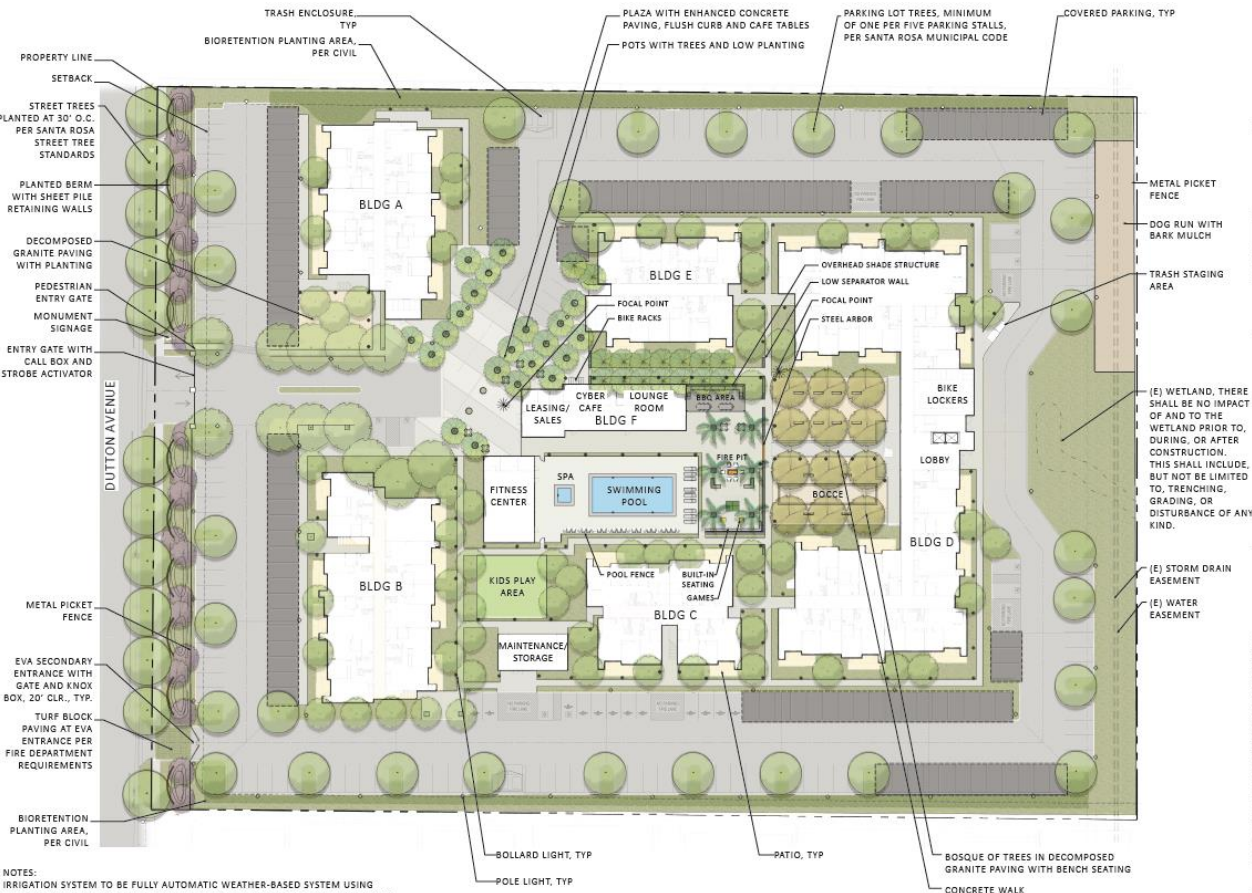 TRASH ENCLOSURE,
TYP
BIORETENTION PLANTING AREA,
PER CIVIL
PLAZA WITH ENHANCED CONCRETE
PAVING, FLUSH CURB AND CAFE TABLES
POTS WITH TREES AND LOW PLANTING
PARKING LOT TREES, MINIMUM
OF ONE PER FIVE PARKING STALLS,
PER SANTA ROSA MUNICIPAL CODE
COVERED PARKING, TYP
PROPERTY LINE
SETBACK
STREET TREES
PLANTED AT 30' O.C.
PER SANTA ROSA
STREET TREE
STANDARDS
PLANTED BERM
WITH SHEET PILE
RETAINING WALLS
DECOMPOSED
GRANITE PAVING
WITH PLANTING
PEDESTRIAN
ENTRY GATE
MONUMENT
SIGNAGE
ENTRY GATE WITH
CALL BOX AND
STROBE ACTIVATOR
DUTTON AVENUE
METAL PICKET
FENCE
EVA SECONDARY
ENTRANCE WITH
GATE AND KNOX
BOX, 20' CLR., TYP.
TURF BLOCK
PAVING AT EVA
ENTRANCE PER
FIRE DEPARTMENT
REQUIREMENTS
BIORETENTION
PLANTING AREA,
PER CIVIL
BLDG A
BLDG E
OVERHEAD SHADE STRUCTURE
LOW SEPARATOR WALL
FOCAL POINT
STEEL ARBOR
FOCAL POINT
BIKE RACKS
LEASING/
SALES
CYBER
CAFE
LOUNGE
ROOM
BLDG F
BBQ AREA
FIRE PIT
BIKE
LOCKERS
LOBBY
FITNESS
CENTER
SPA
SWIMMING
POOL
BOCCE
BLDG D
BLDG B
KIDS PLAY
AREA
POOL FENCE
BUILT-IN
SEATING
GAMES
BLDG C
MAINTENANCE/
STORAGE
METAL PICKET
FENCE
DOG RUN WITH
BARK MULCH
TRASH STAGING
AREA
(E) WETLAND, THERE
SHALL BE NO IMPACT
OF AND TO THE
WETLAND PRIOR TO,
DURING, OR AFTER
CONSTRUCTION.
THIS SHALL INCLUDE,
BUT NOT BE LIMITED
TO, TRENCHING,
GRADING, OR
DISTURBANCE OF ANY
KIND.
(E) STORM DRAIN
EASEMENT
(E) WATER
EASEMENT
BOLLARD LIGHT, TYP
POLE LIGHT, TYP
PATIO, TYP
BOSQUE OF TREES IN DECOMPOSED
GRANITE PAVING WITH BENCH SEATING
CONCRETE WALK
NOTES:
IRRIGATION SYSTEM TO BE FULLY AUTOMATIC WEATHER-BASED SYSTEM USING